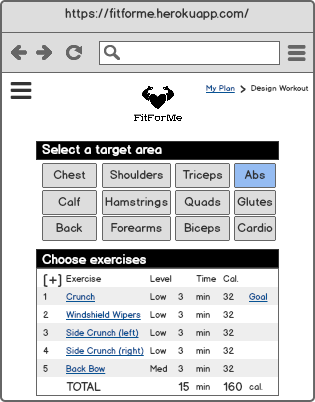 https://fitforme.herokuapp.com/
My Plan > Design Workout
FitForMe
Select a target area
Chest Shoulders Triceps Abs
Calf Hamstrings Quads Glutes
Back Forearms Biceps Cardio
Choose exercises
[+] Exercise Level Time Cal.
1 Crunch Low 3 min 32 Goal
2 Windshield Wipers Low 3 min 32
3 Side Crunch (left) Low 3 min 32
4 Side Crunch (right) Low 3 min 32
5 Back Bow Med 3 min 32
TOTAL 15 min 160 cal.